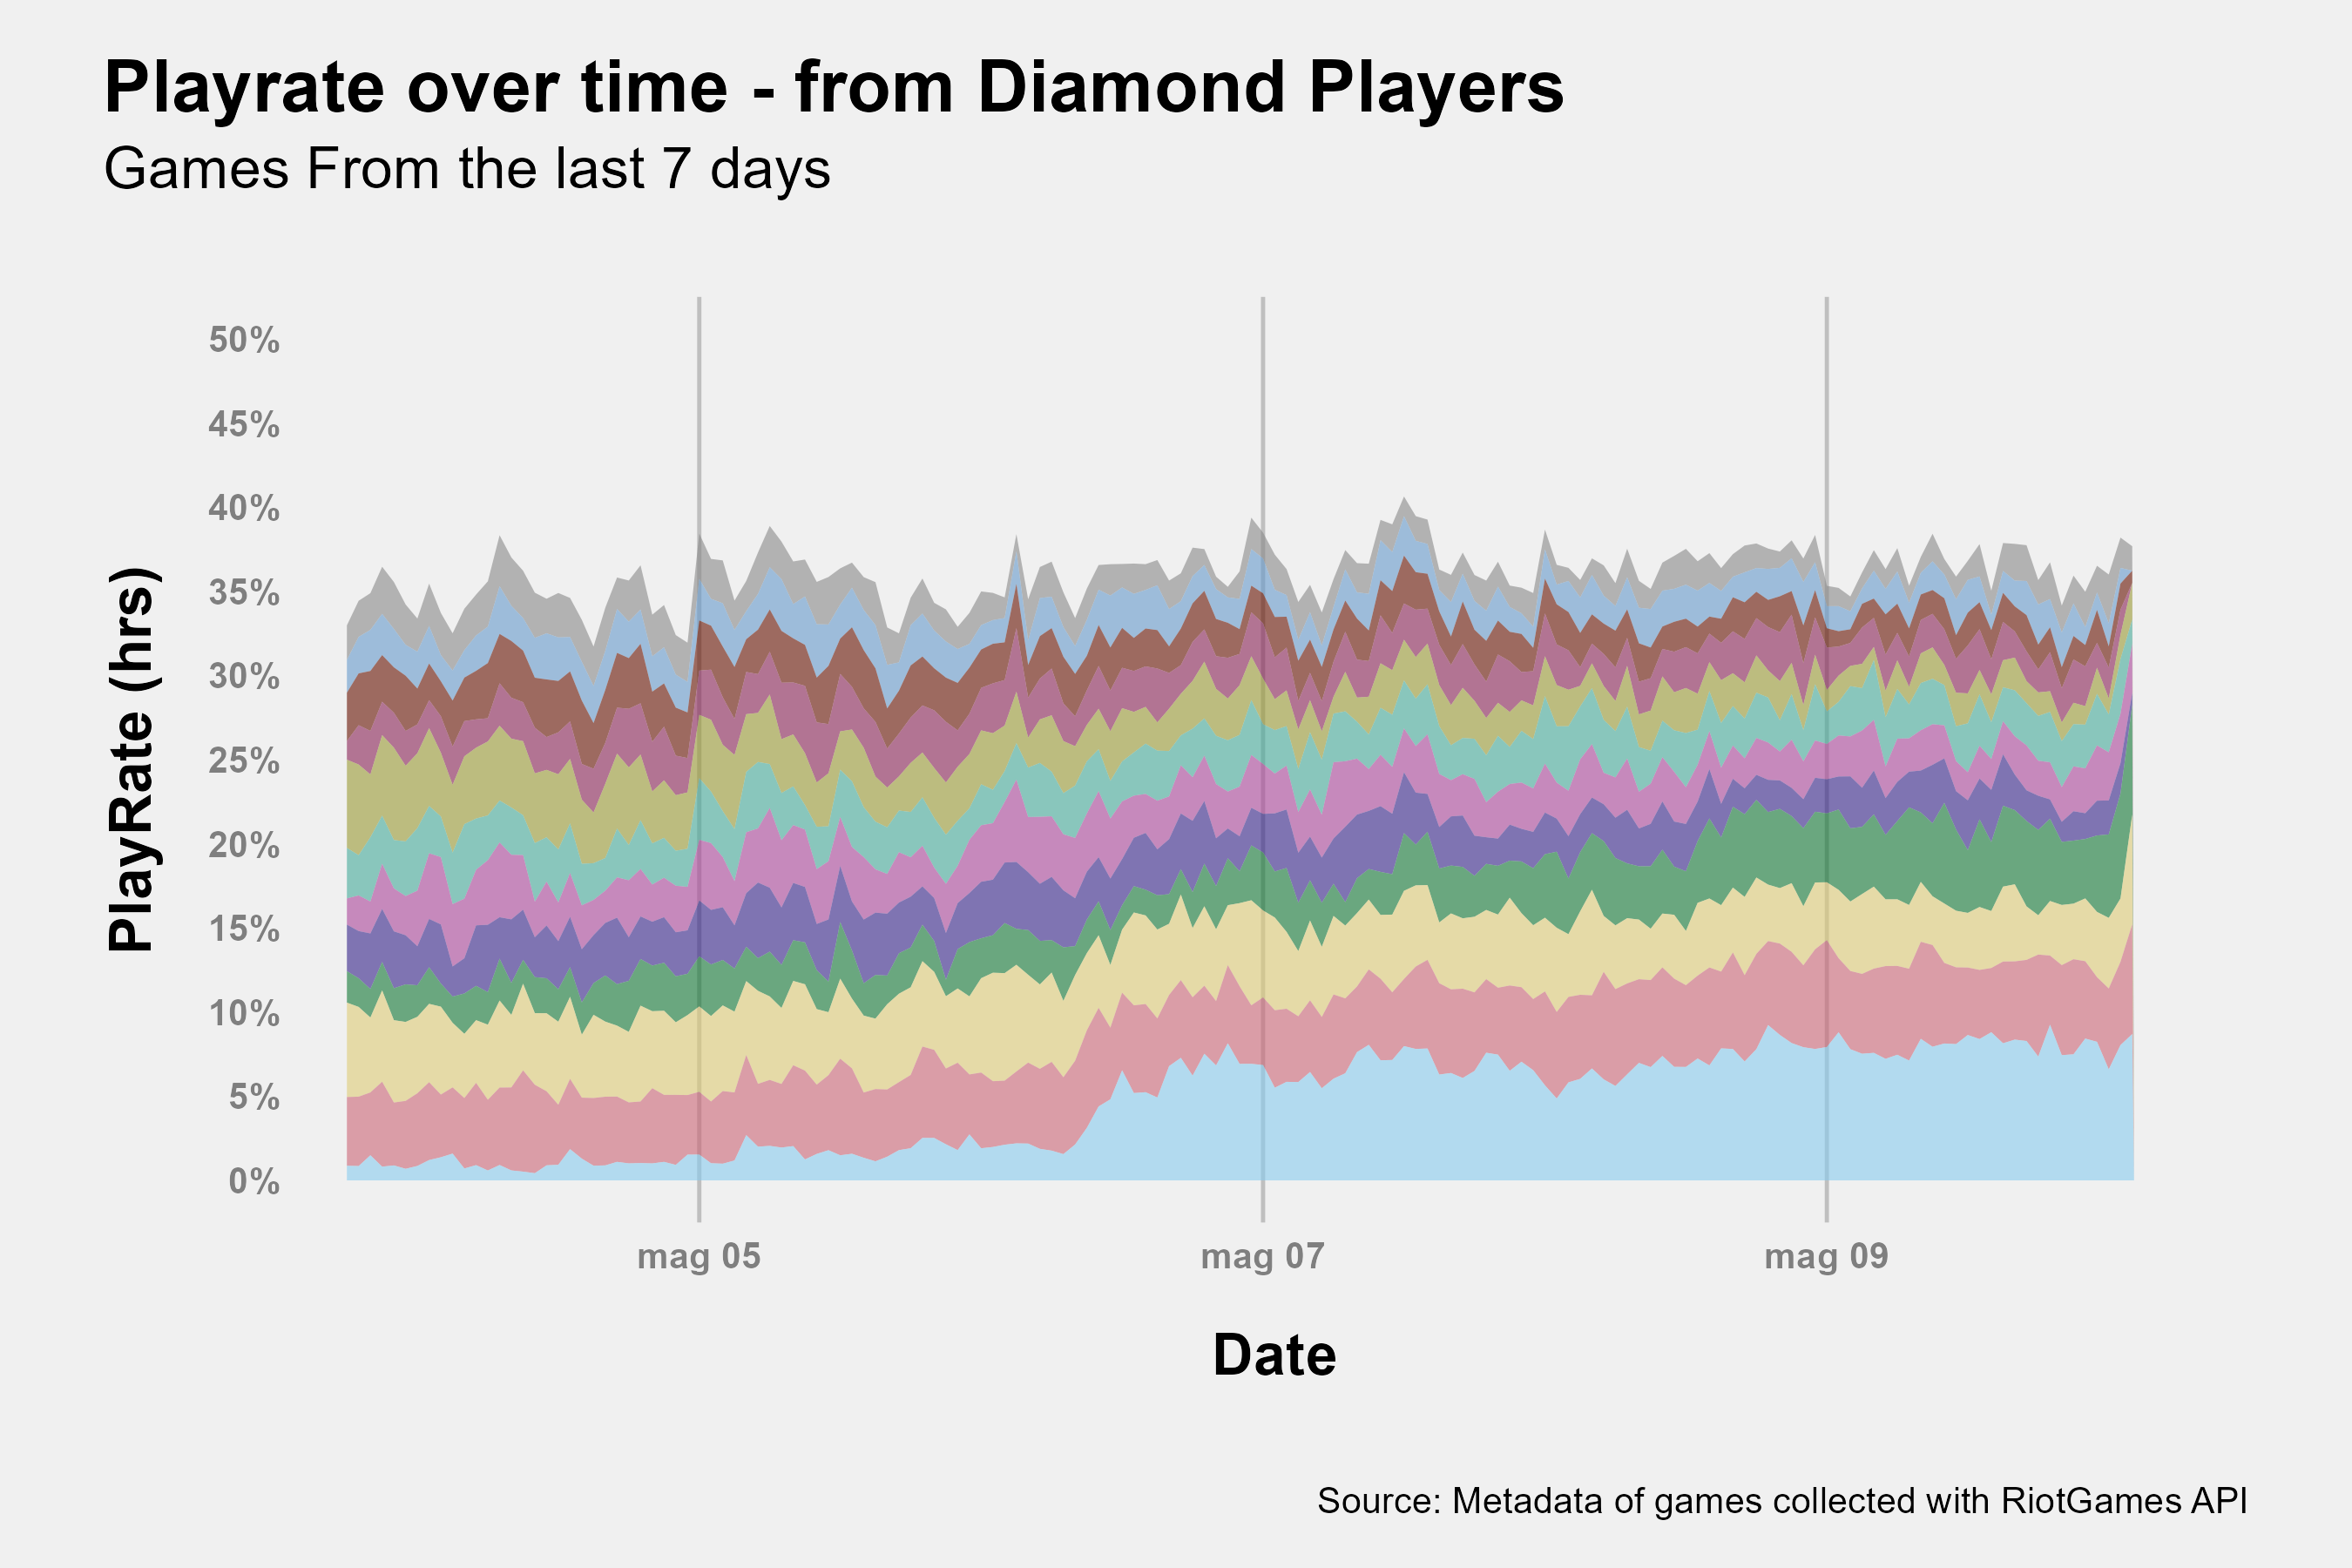 Playrate over time - from Diamond Players
Games From the last 7 days
50%
45%
40%
35%
30%
25%
20%
15%
10%
5%
0%
PlayRate (hrs)
mag 05
mag 07
mag 09
Date
Source: Metadata of games collected with RiotGames API